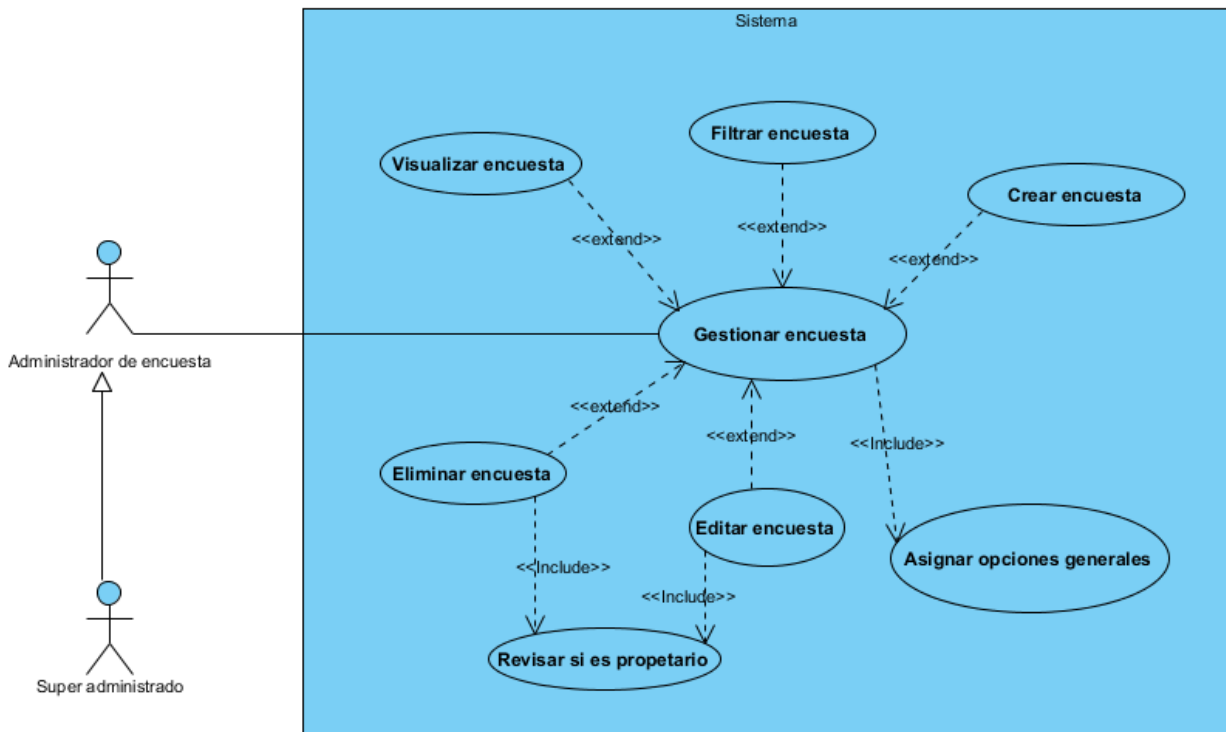 Sistema
Filtrar encuesta
Visualizar encuesta
Crear encuesta
<<extend>>
<<extend>>
<<extend>>
Gestionar encuesta
Administrador de encuesta
<<extend>>
<<extend>>
<<Include>>
Eliminar encuesta
Editar encuesta
Asignar opciones generales
<<Include>>
<<Include>>
Revisar si es propetario
Super administrado